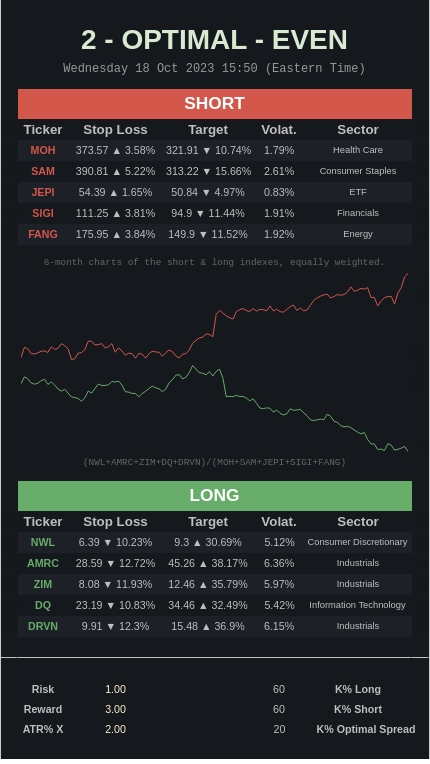 2 - OPTIMAL - EVEN
Wednesday 18 Oct 2023 15:50 (Eastern Time)
SHORT
Ticker Stop Loss Target Volat. Sector
MOH 373.57 ▲ 3.58% 321.91 ▼ 10.74% 1.79% Health Care
SAM 390.81 ▲ 5.22% 313.22 ▼ 15.66% 2.61% Consumer Staples
JEPI 54.39 ▲ 1.65% 50.84 ▼ 4.97% 0.83% ETF
SIGI 111.25 ▲ 3.81% 94.9 ▼ 11.44% 1.91% Financials
FANG 175.95 ▲ 3.84% 149.9 ▼ 11.52% 1.92% Energy
6-month charts of the short & long indexes, equally weighted.
(NWL+AMRC+ZIM+DQ+DRVN)/(MOH+SAM+JEPI+SIGI+FANG)
LONG
Ticker Stop Loss Target Volat. Sector
NWL 6.39 ▼ 10.23% 9.3 ▲ 30.69% 5.12% Consumer Discretionary
AMRC 28.59 ▼ 12.72% 45.26 ▲ 38.17% 6.36% Industrials
ZIM 8.08 ▼ 11.93% 12.46 ▲ 35.79% 5.97% Industrials
DQ 23.19 ▼ 10.83% 34.46 ▲ 32.49% 5.42% Information Technology
DRVN 9.91 ▼ 12.3% 15.48 ▲ 36.9% 6.15% Industrials
Risk 1.00 60 K% Long
Reward 3.00 60 K% Short
ATR% X 2.00 20 K% Optimal Spread